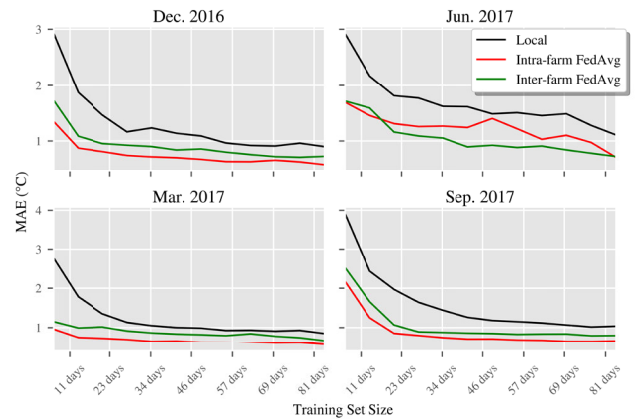 Dec. 2016
Jun. 2017
Local
Intra-farm FedAvg
Inter-farm FedAvg
3
2
1
MAE (°C)
Mar. 2017
Sep. 2017
4
3
2
1
11 days 23 days 34 days 46 days 57 days 69 days 81 days
11 days 23 days 34 days 46 days 57 days 69 days 81 days
Training Set Size